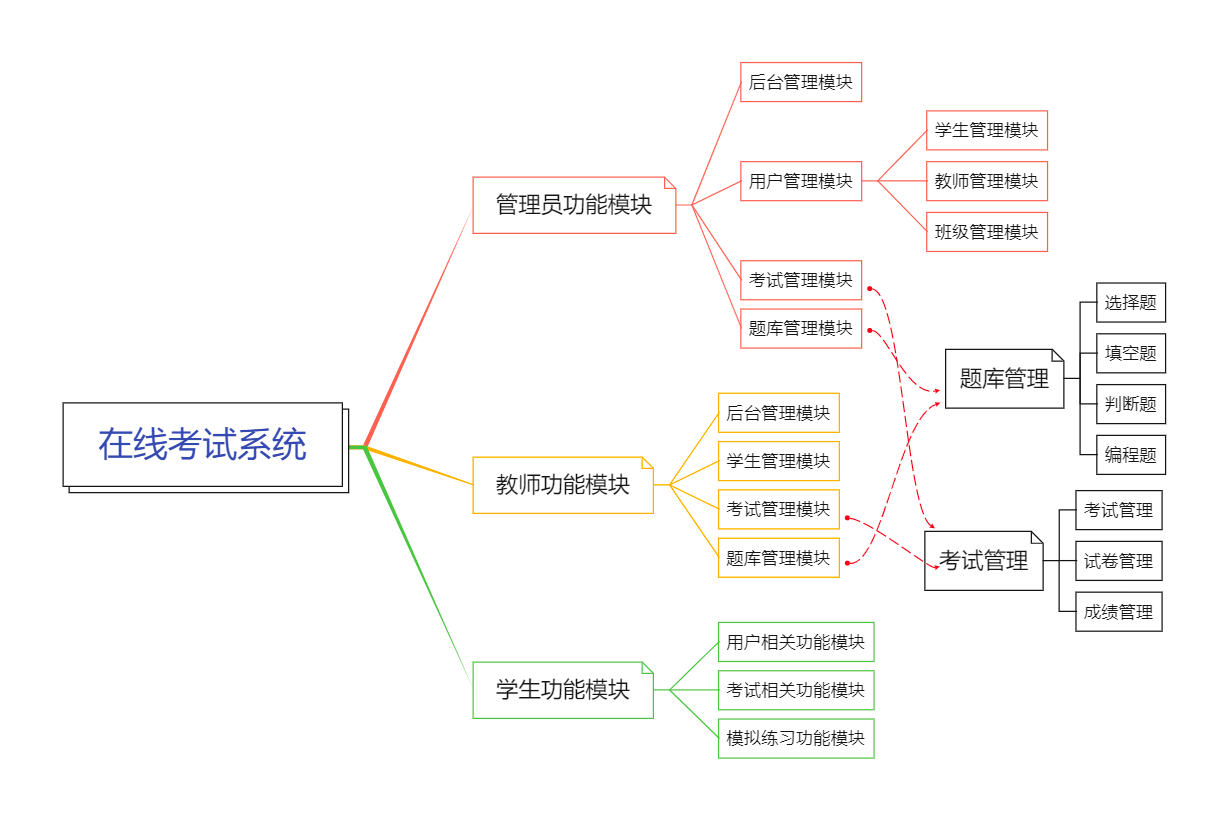 在线考试系统
管理员功能模块
后台管理模块
用户管理模块
学生管理模块
教师管理模块
班级管理模块
考试管理模块
题库管理模块
教师功能模块
后台管理模块
学生管理模块
考试管理模块
题库管理模块
学生功能模块
用户相关功能模块
考试相关功能模块
模拟练习功能模块
题库管理
选择题
填空题
判断题
编程题
考试管理
考试管理
试卷管理
成绩管理